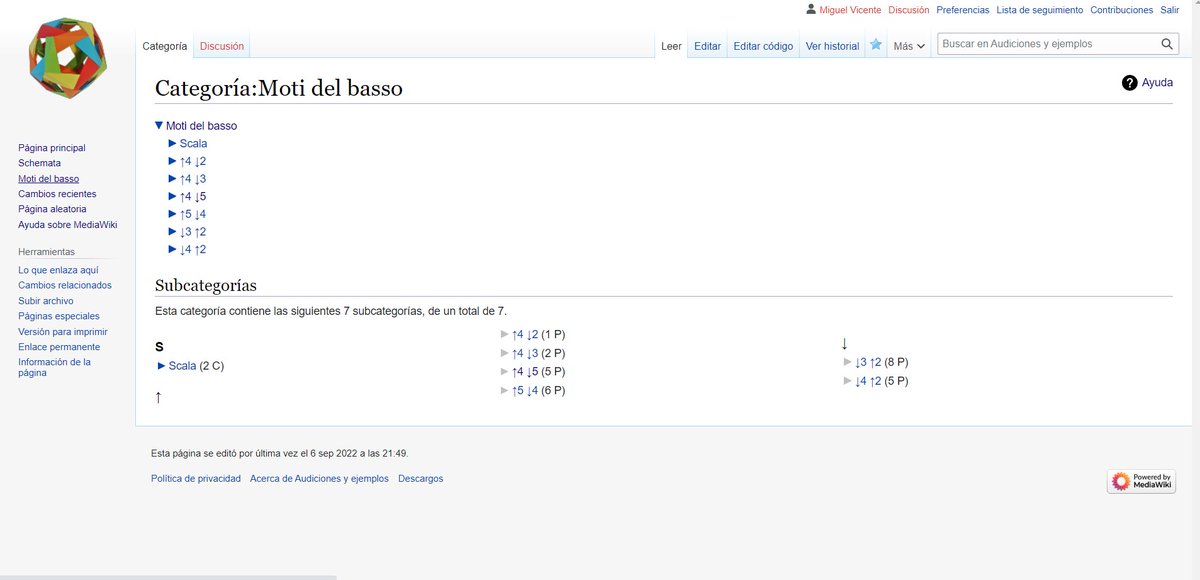 Miguel Vicente Discusión Preferencias Lista de seguimiento Contribuciones Salir
Categoría Discusión Leer Editar Editar código Ver historial Más Buscar en Audiciones y ejemplos
Categoría:Moti del basso
Ayuda
Moti del basso
Scala
↑4 ↓2
↑4 ↓3
↑4 ↓5
↑5 ↓4
↓3 ↑2
↓4 ↑2
Página principal
Schemata
Moti del basso
Cambios recientes
Página aleatoria
Ayuda sobre MediaWiki
Herramientas
Lo que enlaza aquí
Cambios relacionados
Subir archivo
Páginas especiales
Versión para imprimir
Enlace permanente
Información de la
página
Subcategorías
Esta categoría contiene las siguientes 7 subcategorías, de un total de 7.
S
Scala (2 C)
↑
↑4 ↓2 (1 P)
↑4 ↓3 (2 P)
↑4 ↓5 (5 P)
↑5 ↓4 (6 P)
↓
↓3 ↑2 (8 P)
↓4 ↑2 (5 P)
Esta página se editó por última vez el 6 sep 2022 a las 21:49.
Política de privacidad Acerca de Audiciones y ejemplos Descargos
Powered by
MediaWiki